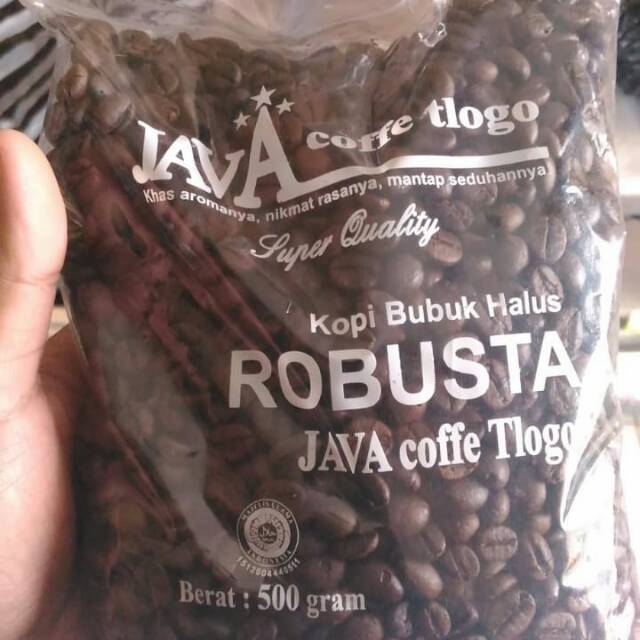 JAVA coffe tlogo
Khas aromanya, nikmat rasanya, mantap seduhannya
Super Quality
Kopi Bubuk Halus
ROBUSTA
JAVA coffe Tlogo
INDONESIA
Berat : 500 gram